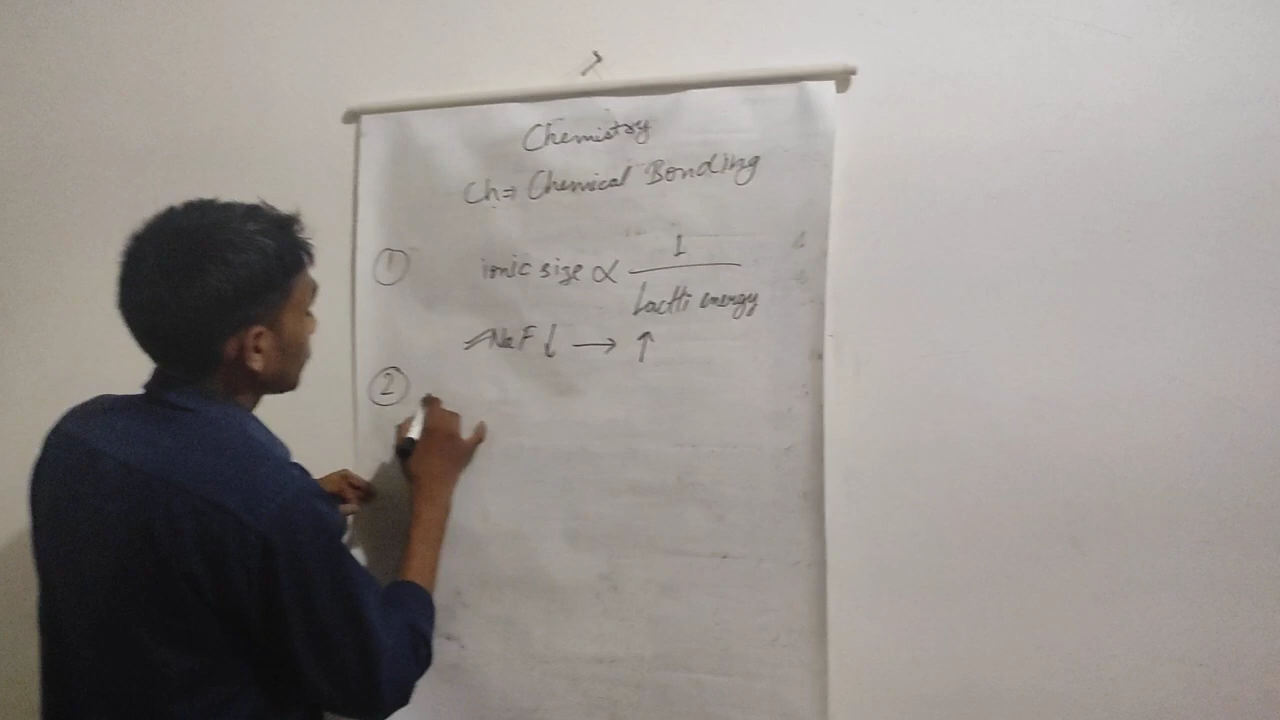 Chemistry
Ch⇒ Chemical Bonding
① ionic size ∝ 1 / Lactti energy
NaF ↓ → ↑
②